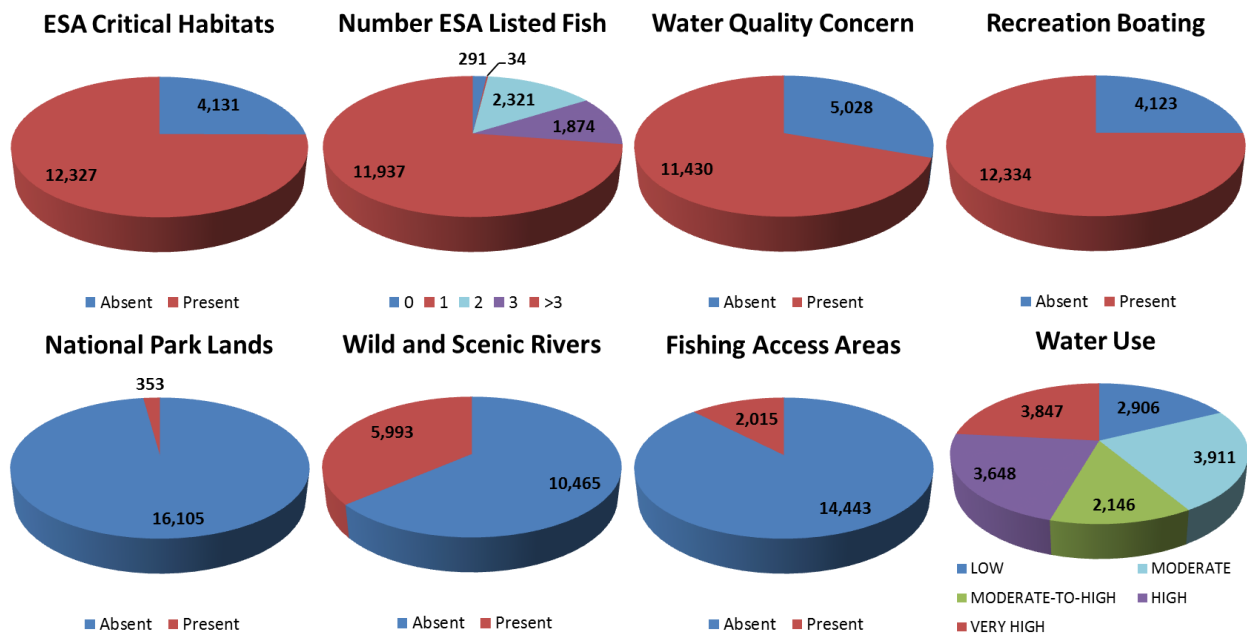 ESA Critical Habitats
4,131
12,327
Absent Present
Number ESA Listed Fish
291 34
2,321
1,874
11,937
0 1 2 3 >3
Water Quality Concern
5,028
11,430
Absent Present
Recreation Boating
4,123
12,334
Absent Present
National Park Lands
353
16,105
Absent Present
Wild and Scenic Rivers
5,993
10,465
Absent Present
Fishing Access Areas
2,015
14,443
Absent Present
Water Use
3,847 2,906
3,911
3,648
2,146
LOW MODERATE
MODERATE-TO-HIGH HIGH
VERY HIGH